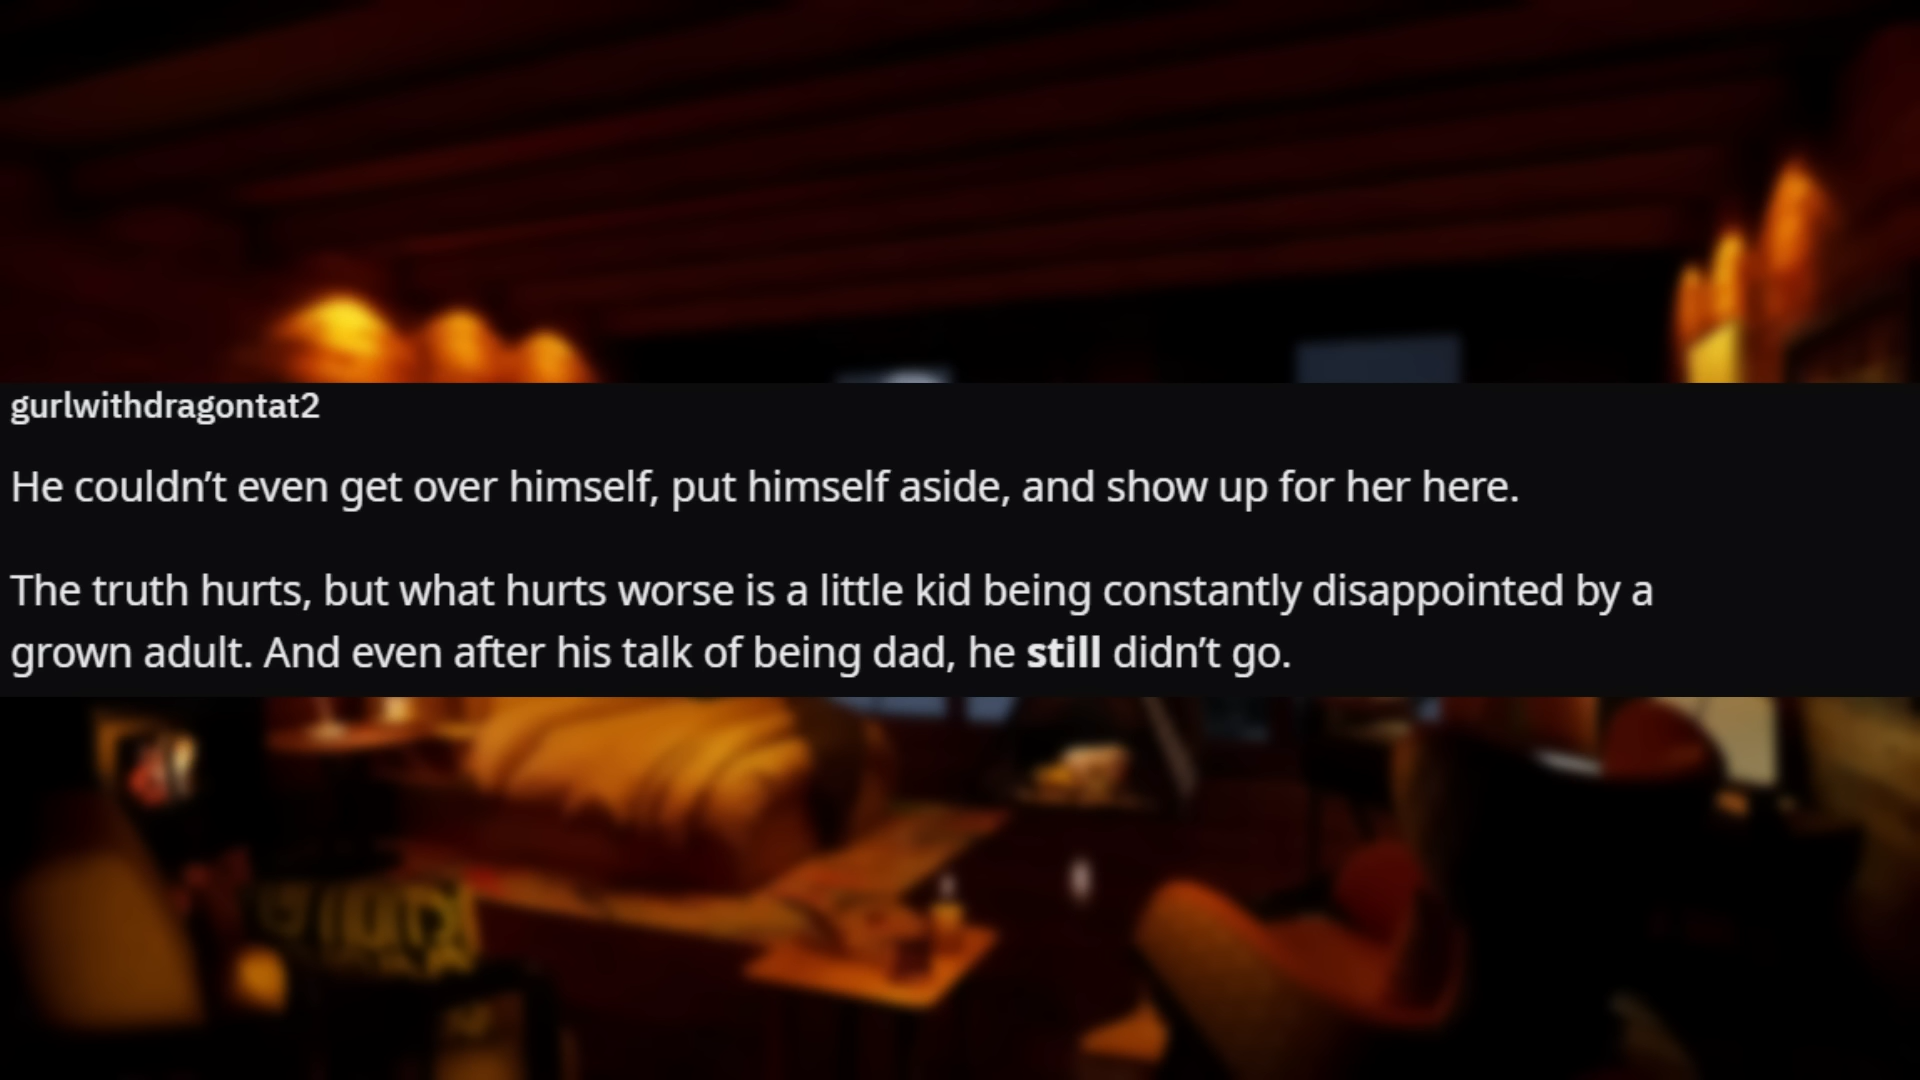 gurlwithdragontat2
He couldn’t even get over himself, put himself aside, and show up for her here.
The truth hurts, but what hurts worse is a little kid being constantly disappointed by a
grown adult. And even after his talk of being dad, he still didn’t go.